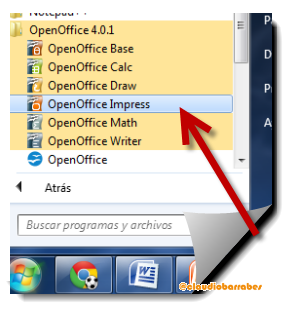 Notepad++
OpenOffice 4.0.1
OpenOffice Base
OpenOffice Calc
OpenOffice Draw
OpenOffice Impress
OpenOffice Math
OpenOffice Writer
OpenOffice
Atrás
Buscar programas y archivos
@claudiobarrabes